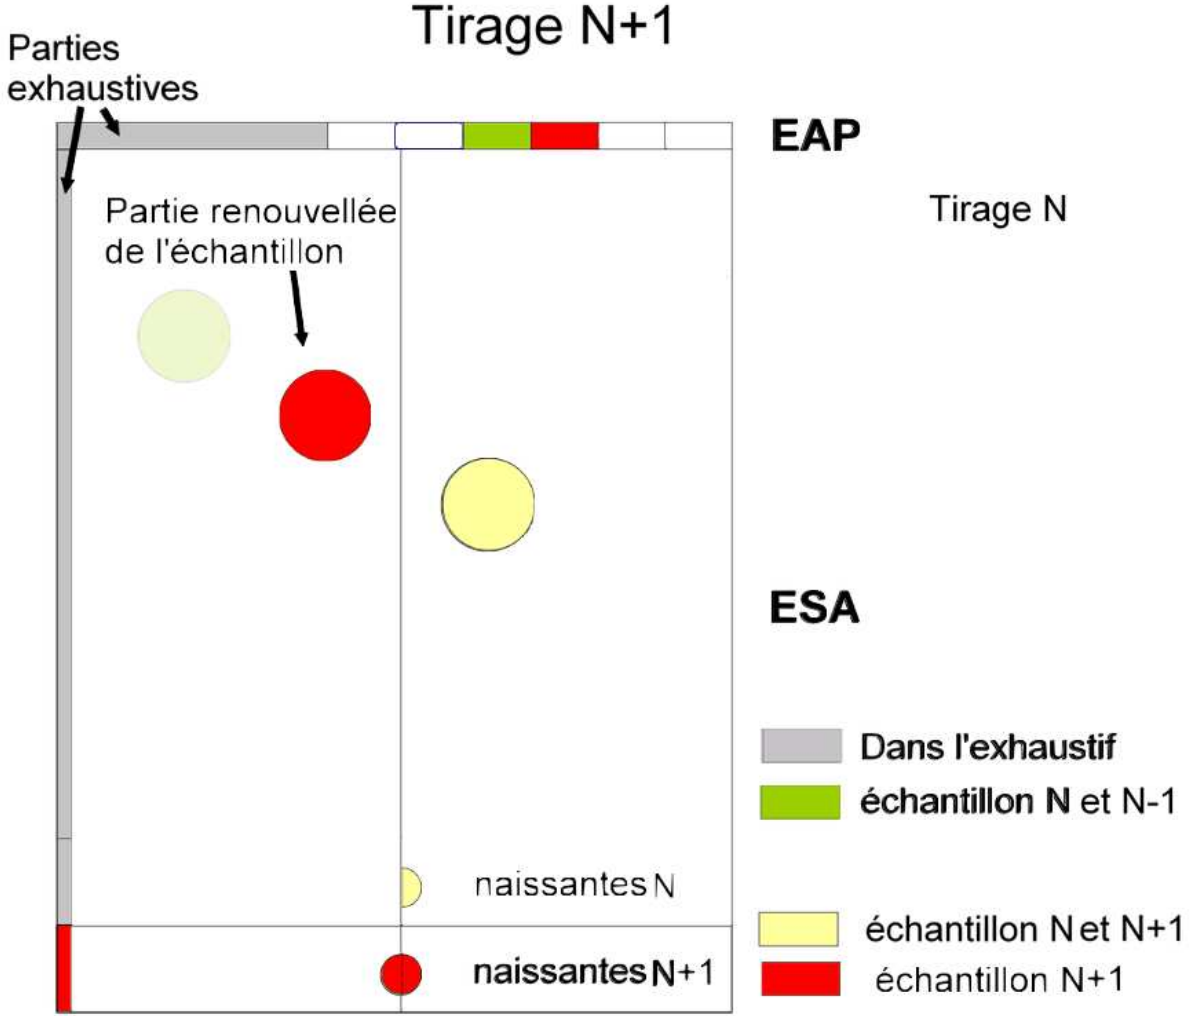 Tirage N+1
Parties
exhaustives
EAP
Partie renouvellée
de l'échantillon
Tirage N
ESA
Dans l'exhaustif
échantillon N et N-1
naissantes N
échantillon N et N+1
naissantes N+1
échantillon N+1